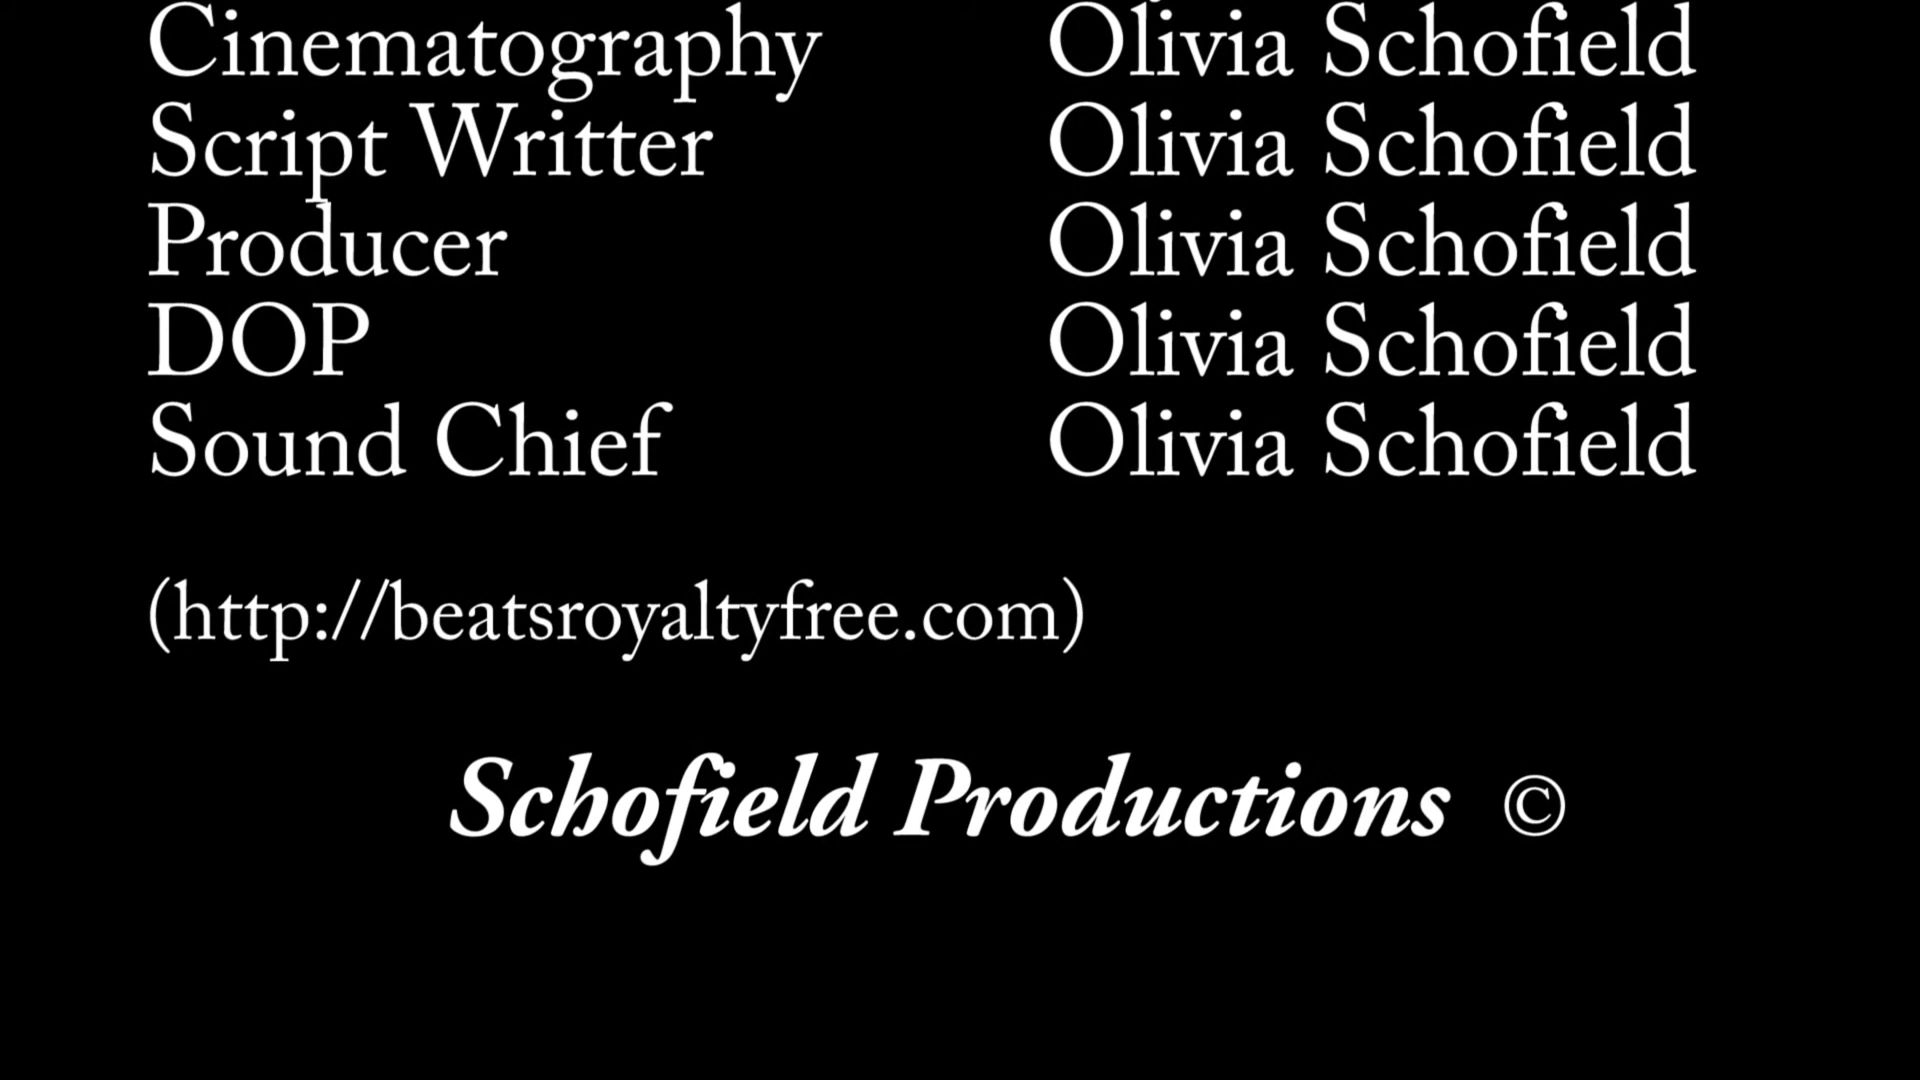 Cinematography Olivia Schofield
Script Writter Olivia Schofield
Producer Olivia Schofield
DOP Olivia Schofield
Sound Chief Olivia Schofield
(http://beatsroyaltyfree.com)
Schofield Productions ©